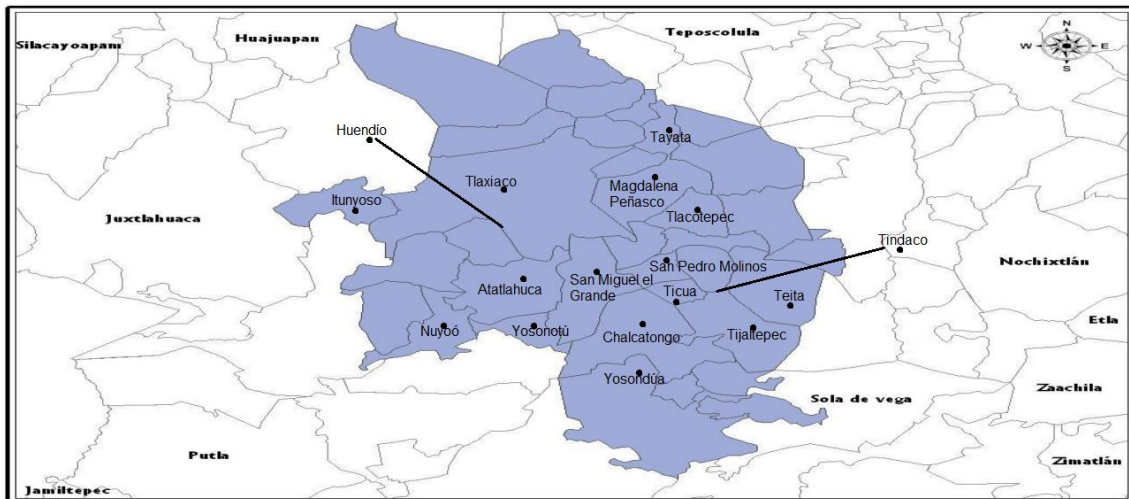 Silacayoapam
Huajuapan
Teposcolula
N
W
E
S
Huendío
Tayata
Tlaxiaco
Magdalena
Peñasco
Itunyoso
Juxtlahuaca
Tlacotepec
Tindaco
San Pedro Molinos
Nochixtlán
San Miguel el
Grande
Atatlahuca
Ticua
Teita
Etla
Nuyoó
Yosonotú
Chalcatongo
Tijaltepec
Yosondúa
Zaachila
Sola de vega
Putla
Zimatlán
Jamiltepec